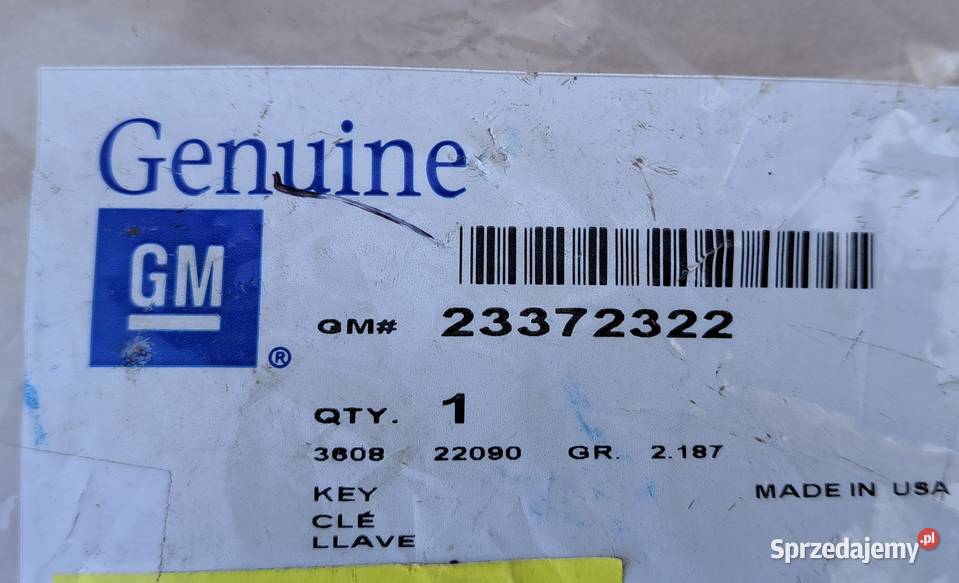 Genuine
GM
®
GM# 23372322
QTY. 1
3608 22090 GR. 2.187
KEY
MADE IN USA
CLÉ
LLAVE
Sprzedajemy.pl